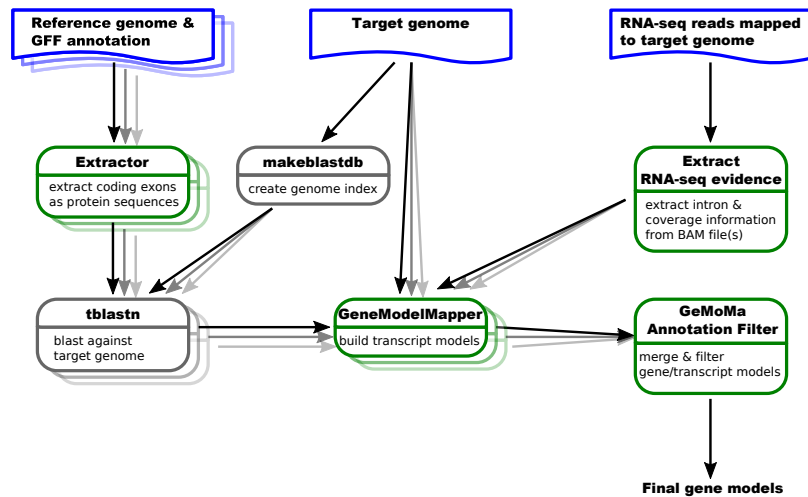 Reference genome &
GFF annotation
Target genome
RNA-seq reads mapped
to target genome
Extractor
extract coding exons
as protein sequences
makeblastdb
create genome index
Extract
RNA-seq evidence
extract intron &
coverage information
from BAM file(s)
tblastn
blast against
target genome
GeneModelMapper
build transcript models
GeMoMa
Annotation Filter
merge & filter
gene/transcript models
Final gene models